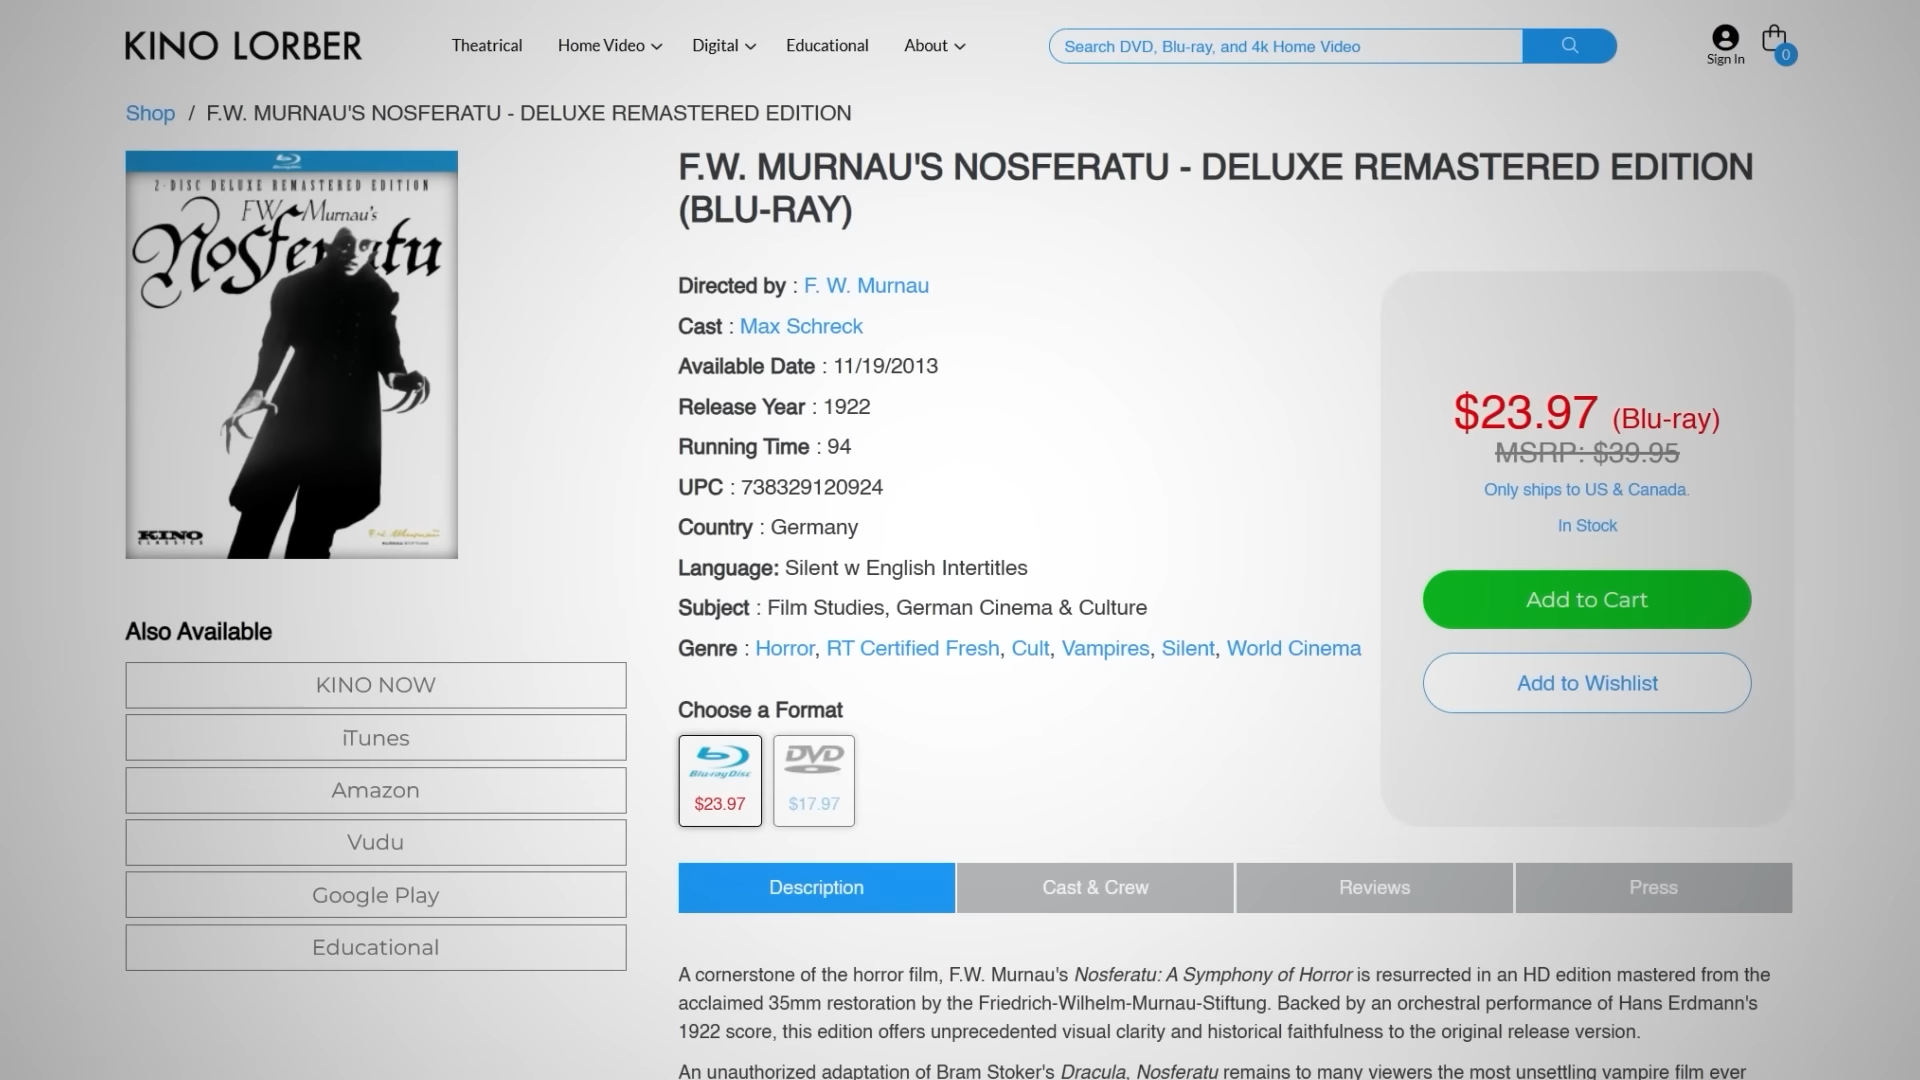 KINO LORBER
Theatrical
Home Video
Digital
Educational
About
Search DVD, Blu-ray, and 4k Home Video
Sign In
0
Shop / F.W. MURNAU'S NOSFERATU - DELUXE REMASTERED EDITION
Blu-ray Disc
2-DISC DELUXE REMASTERED EDITION
F.W. Murnau's
Nosferatu
KINO
CLASSICS
F.W. MURNAU'S NOSFERATU - DELUXE REMASTERED EDITION
(BLU-RAY)
Directed by : F. W. Murnau
Cast : Max Schreck
Available Date : 11/19/2013
Release Year : 1922
Running Time : 94
UPC : 738329120924
Country : Germany
Language: Silent w English Intertitles
Subject : Film Studies, German Cinema & Culture
Genre : Horror, RT Certified Fresh, Cult, Vampires, Silent, World Cinema
$23.97 (Blu-ray)
MSRP: $39.95
Only ships to US & Canada.
In Stock
Add to Cart
Add to Wishlist
Also Available
KINO NOW
iTunes
Amazon
Vudu
Google Play
Educational
Choose a Format
Blu-ray Disc
$23.97
DVD
$17.97
Description
Cast & Crew
Reviews
Press
A cornerstone of the horror film, F.W. Murnau's Nosferatu: A Symphony of Horror is resurrected in an HD edition mastered from the
acclaimed 35mm restoration by the Friedrich-Wilhelm-Murnau-Stiftung. Backed by an orchestral performance of Hans Erdmann's
1922 score, this edition offers unprecedented visual clarity and historical faithfulness to the original release version.
An unauthorized adaptation of Bram Stoker's Dracula, Nosferatu remains to many viewers the most unsettling vampire film ever